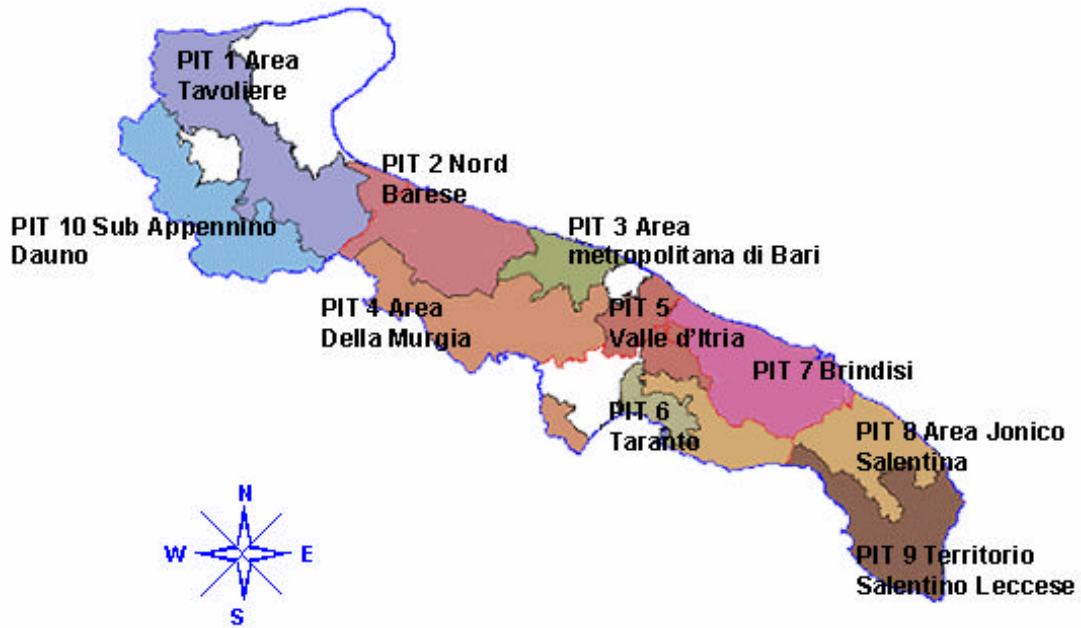 PIT 1 Area
Tavoliere
PIT 2 Nord
Barese
PIT 10 Sub Appennino
Dauno
PIT 3 Area
metropolitana di Bari
PIT 4 Area
Della Murgia
PIT 5
Valle d'Itria
PIT 7 Brindisi
PIT 6
Taranto
PIT 8 Area Jonico
Salentina
PIT 9 Territorio
Salentino Leccese
N
W
E
S